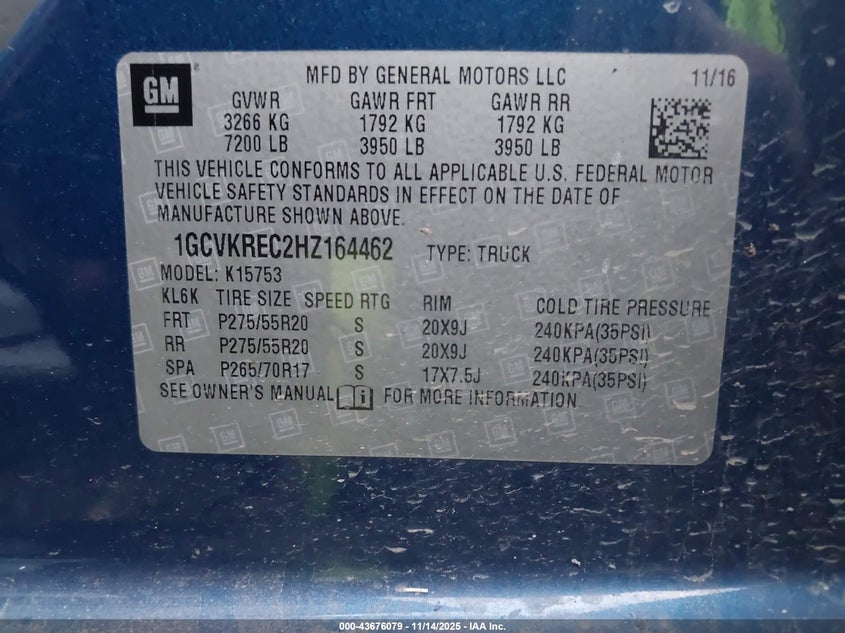 GM MFD BY GENERAL MOTORS LLC 11/16
GVWR GAWR FRT GAWR RR
3266 KG 1792 KG 1792 KG
7200 LB 3950 LB 3950 LB
THIS VEHICLE CONFORMS TO ALL APPLICABLE U.S. FEDERAL MOTOR
VEHICLE SAFETY STANDARDS IN EFFECT ON THE DATE OF
MANUFACTURE SHOWN ABOVE.
1GCVKREC2HZ164462 TYPE: TRUCK
MODEL: K15753
KL6K TIRE SIZE SPEED RTG RIM COLD TIRE PRESSURE
FRT P275/55R20 S 20X9J 240KPA(35PSI)
RR P275/55R20 S 20X9J 240KPA(35PSI)
SPA P265/70R17 S 17X7.5J 240KPA(35PSI)
SEE OWNER'S MANUAL i FOR MORE INFORMATION.
000-43676079 - 11/14/2025 - IAA Inc.